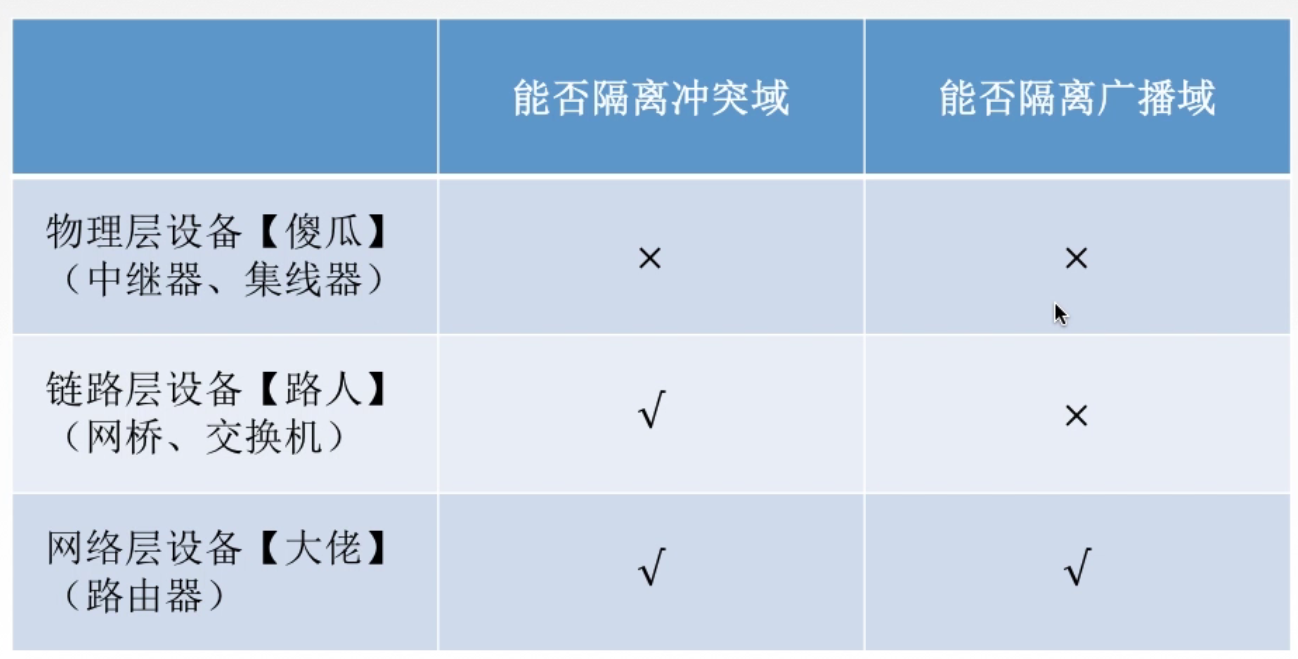 能否隔离冲突域
能否隔离广播域
物理层设备【傻瓜】
（中继器、集线器）
×
×
链路层设备【路人】
（网桥、交换机）
√
×
网络层设备【大佬】
（路由器）
√
√